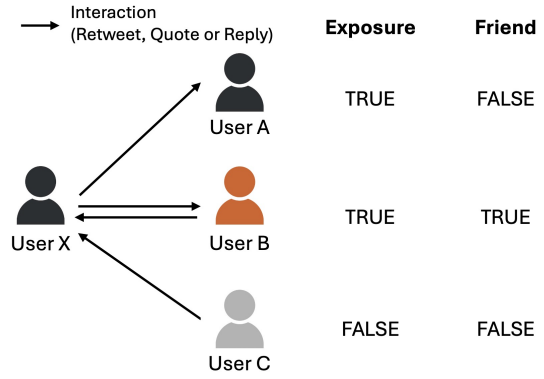 Interaction
(Retweet, Quote or Reply)
Exposure Friend
User A TRUE FALSE
User X User B TRUE TRUE
User C FALSE FALSE